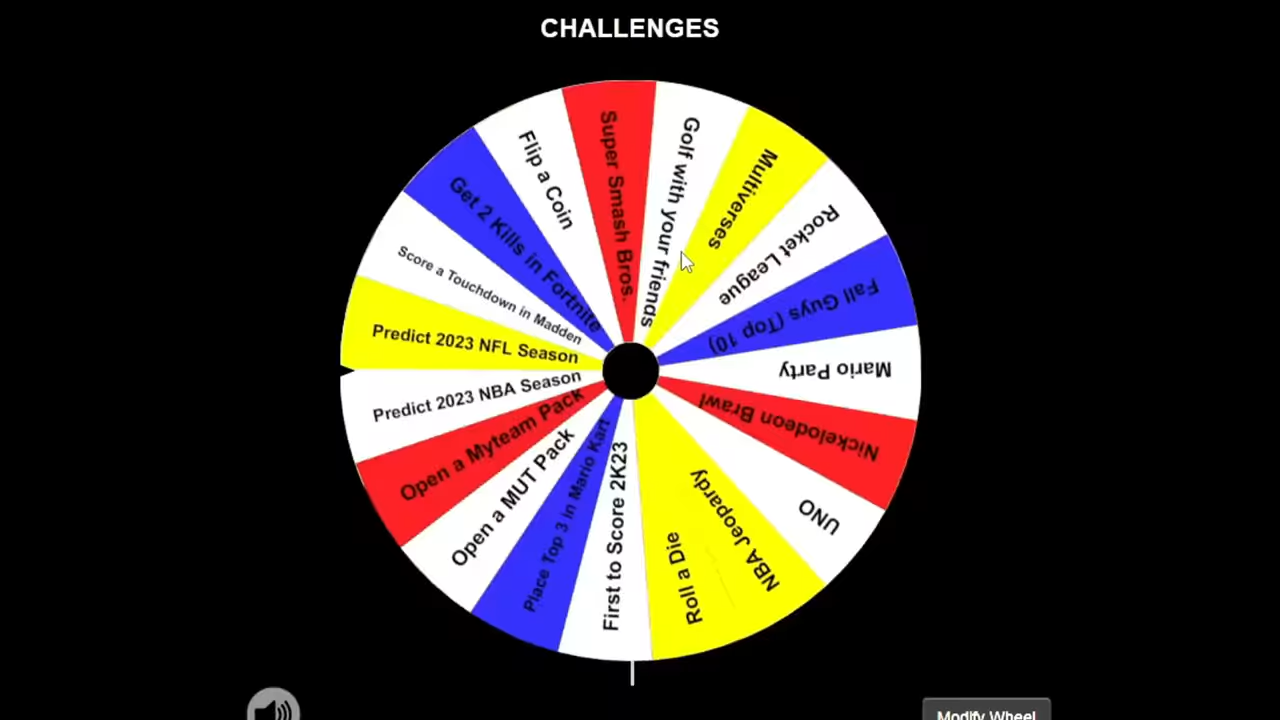 CHALLENGES
Super Smash Bros.
Golf with your friends
Multiverses
Rocket League
Fall Guys (Top 10)
Mario Party
Nickelodeon Brawl
UNO
NBA Jeopardy
Roll a Die
First to Score 2K23
Place Top 3 in Mario Kart
Open a MUT Pack
Open a Myteam Pack
Predict 2023 NBA Season
Predict 2023 NFL Season
Score a Touchdown in Madden
Get 2 Kills in Fortnite
Flip a Coin
Modify Wheel